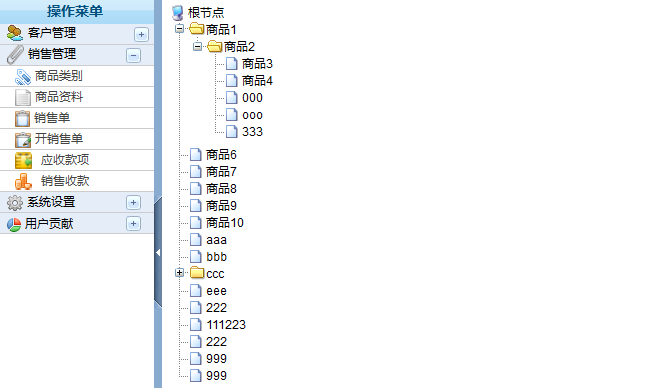 操作菜单
客户管理
销售管理
商品类别
商品资料
销售单
开销售单
应收款项
销售收款
系统设置
用户贡献
根节点
商品1
商品2
商品3
商品4
000
ooo
333
商品6
商品7
商品8
商品9
商品10
aaa
bbb
ccc
eee
222
111223
222
999
999